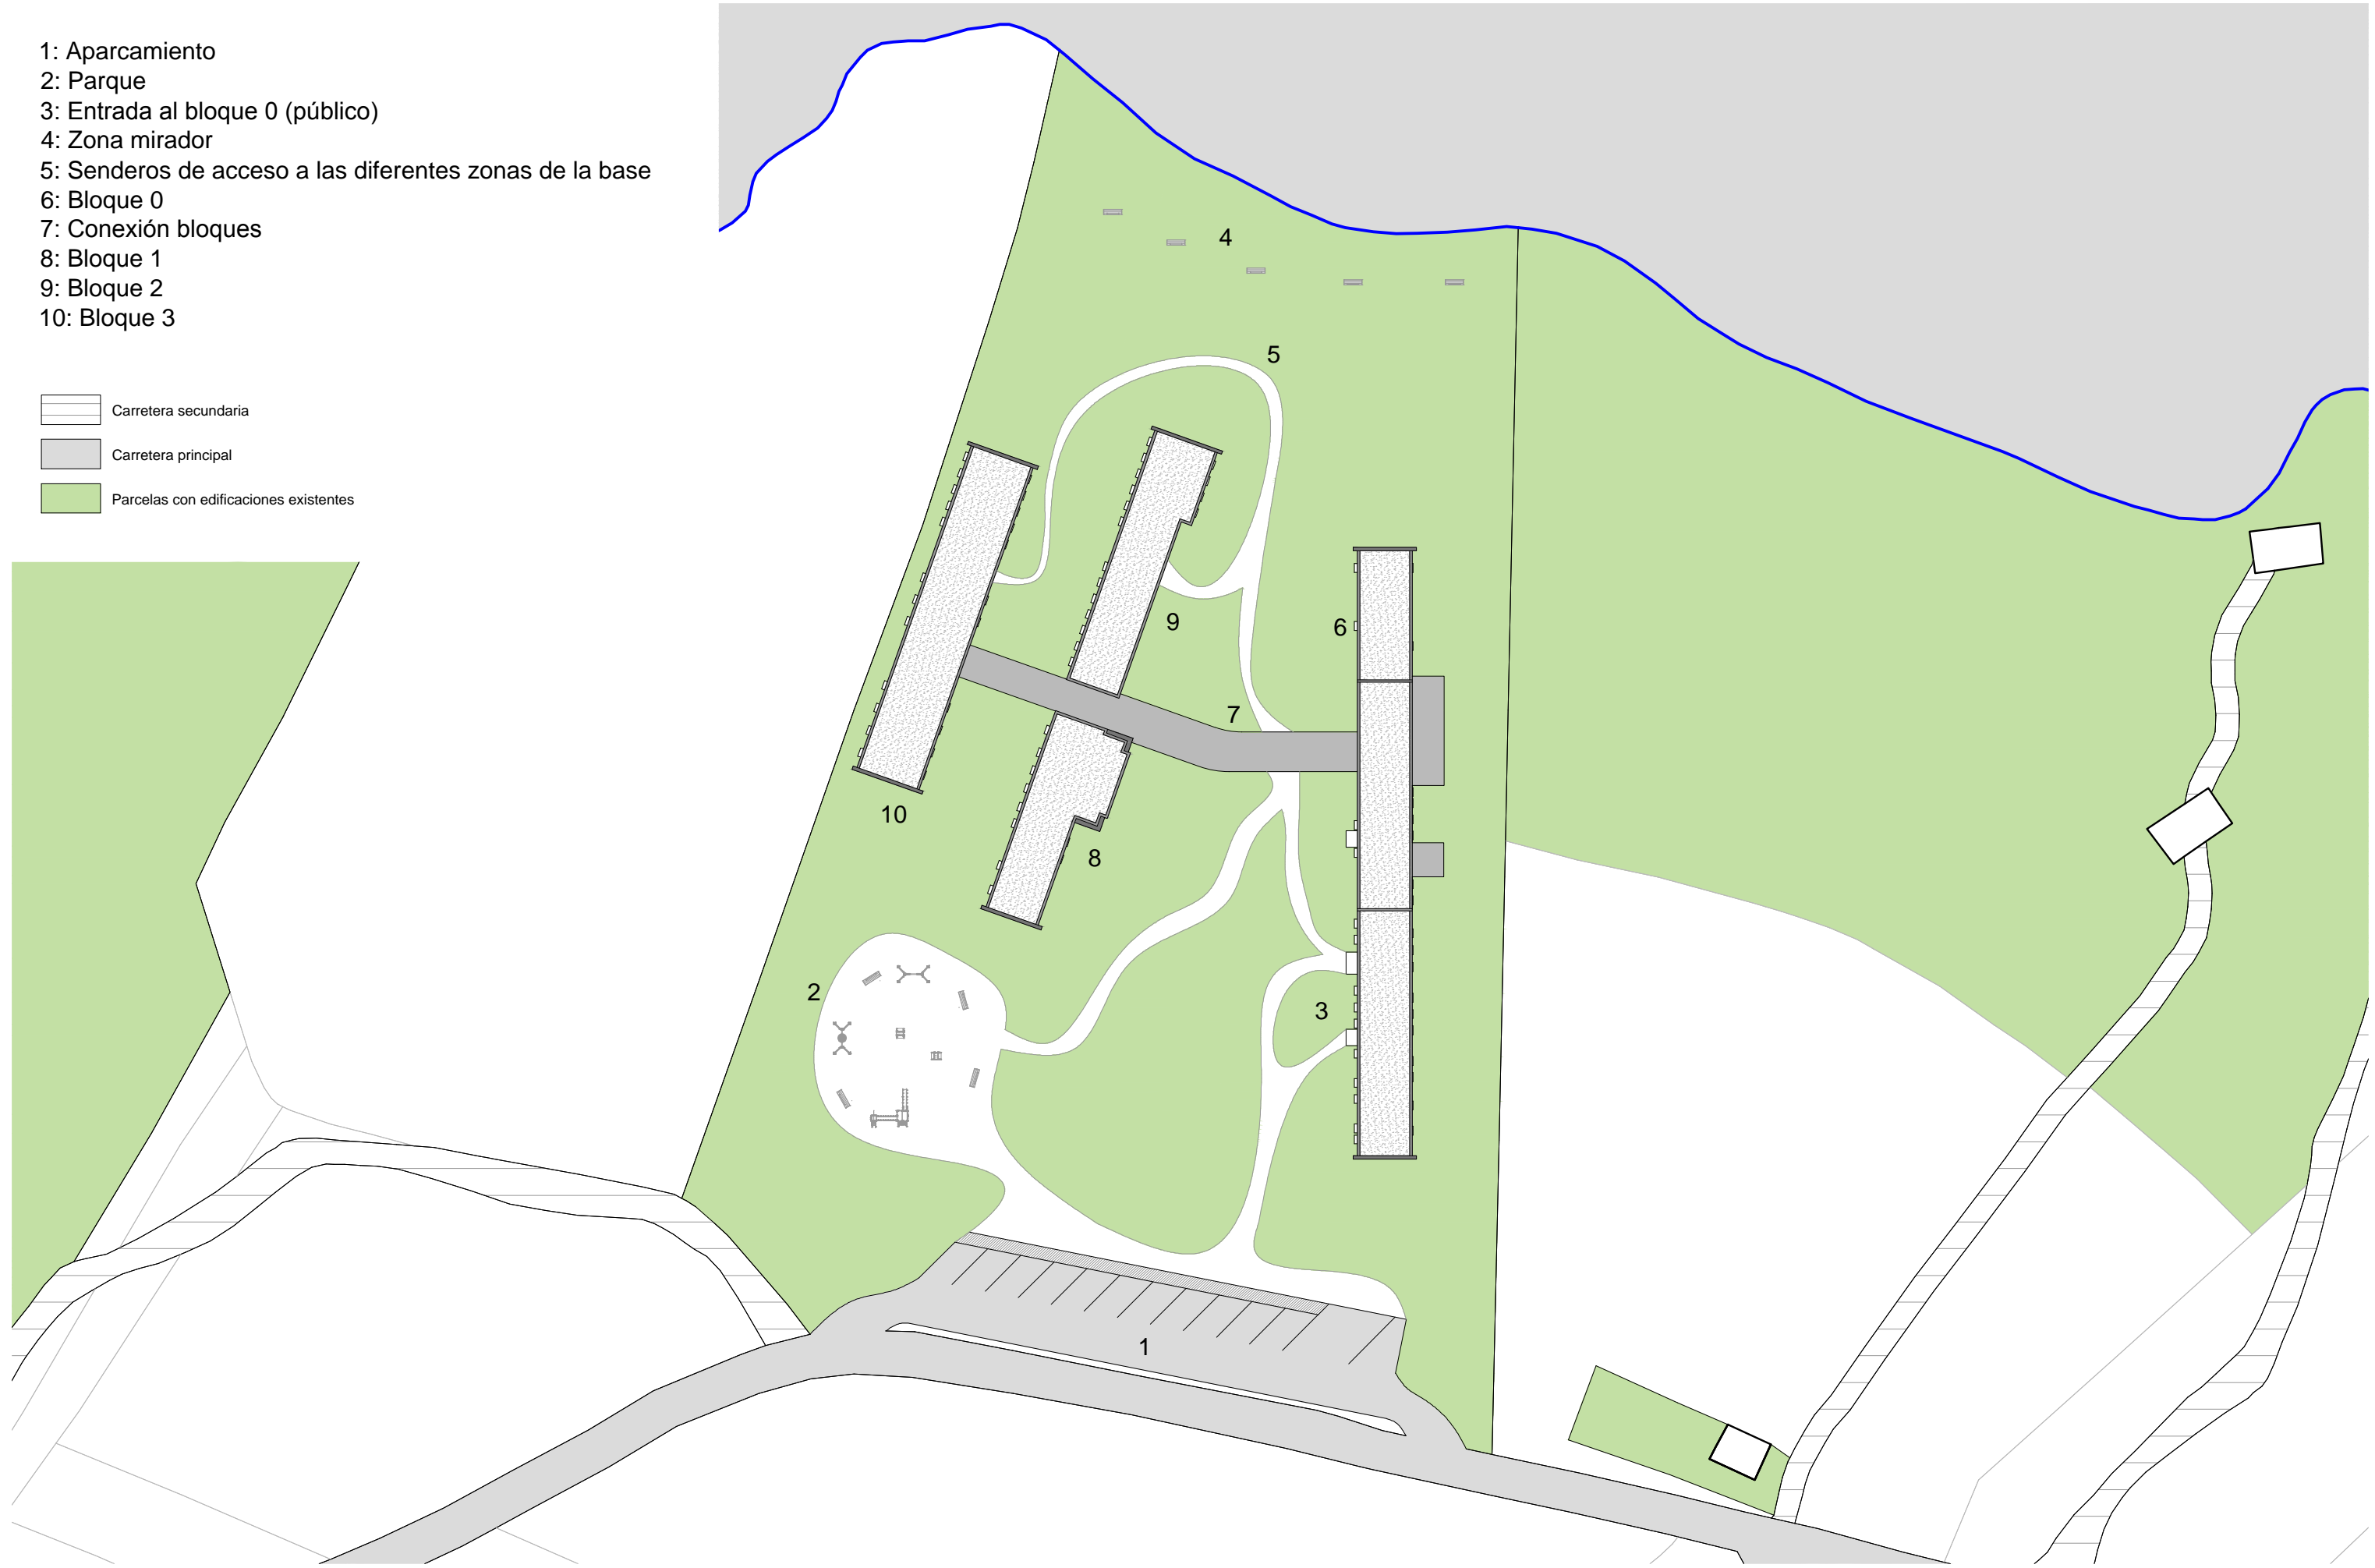 1: Aparcamiento
2: Parque
3: Entrada al bloque 0 (público)
4: Zona mirador
5: Senderos de acceso a las diferentes zonas de la base
6: Bloque 0
7: Conexión bloques
8: Bloque 1
9: Bloque 2
10: Bloque 3
Carretera secundaria
Carretera principal
Parcelas con edificaciones existentes
4
5
9
6
7
10
8
2
3
1